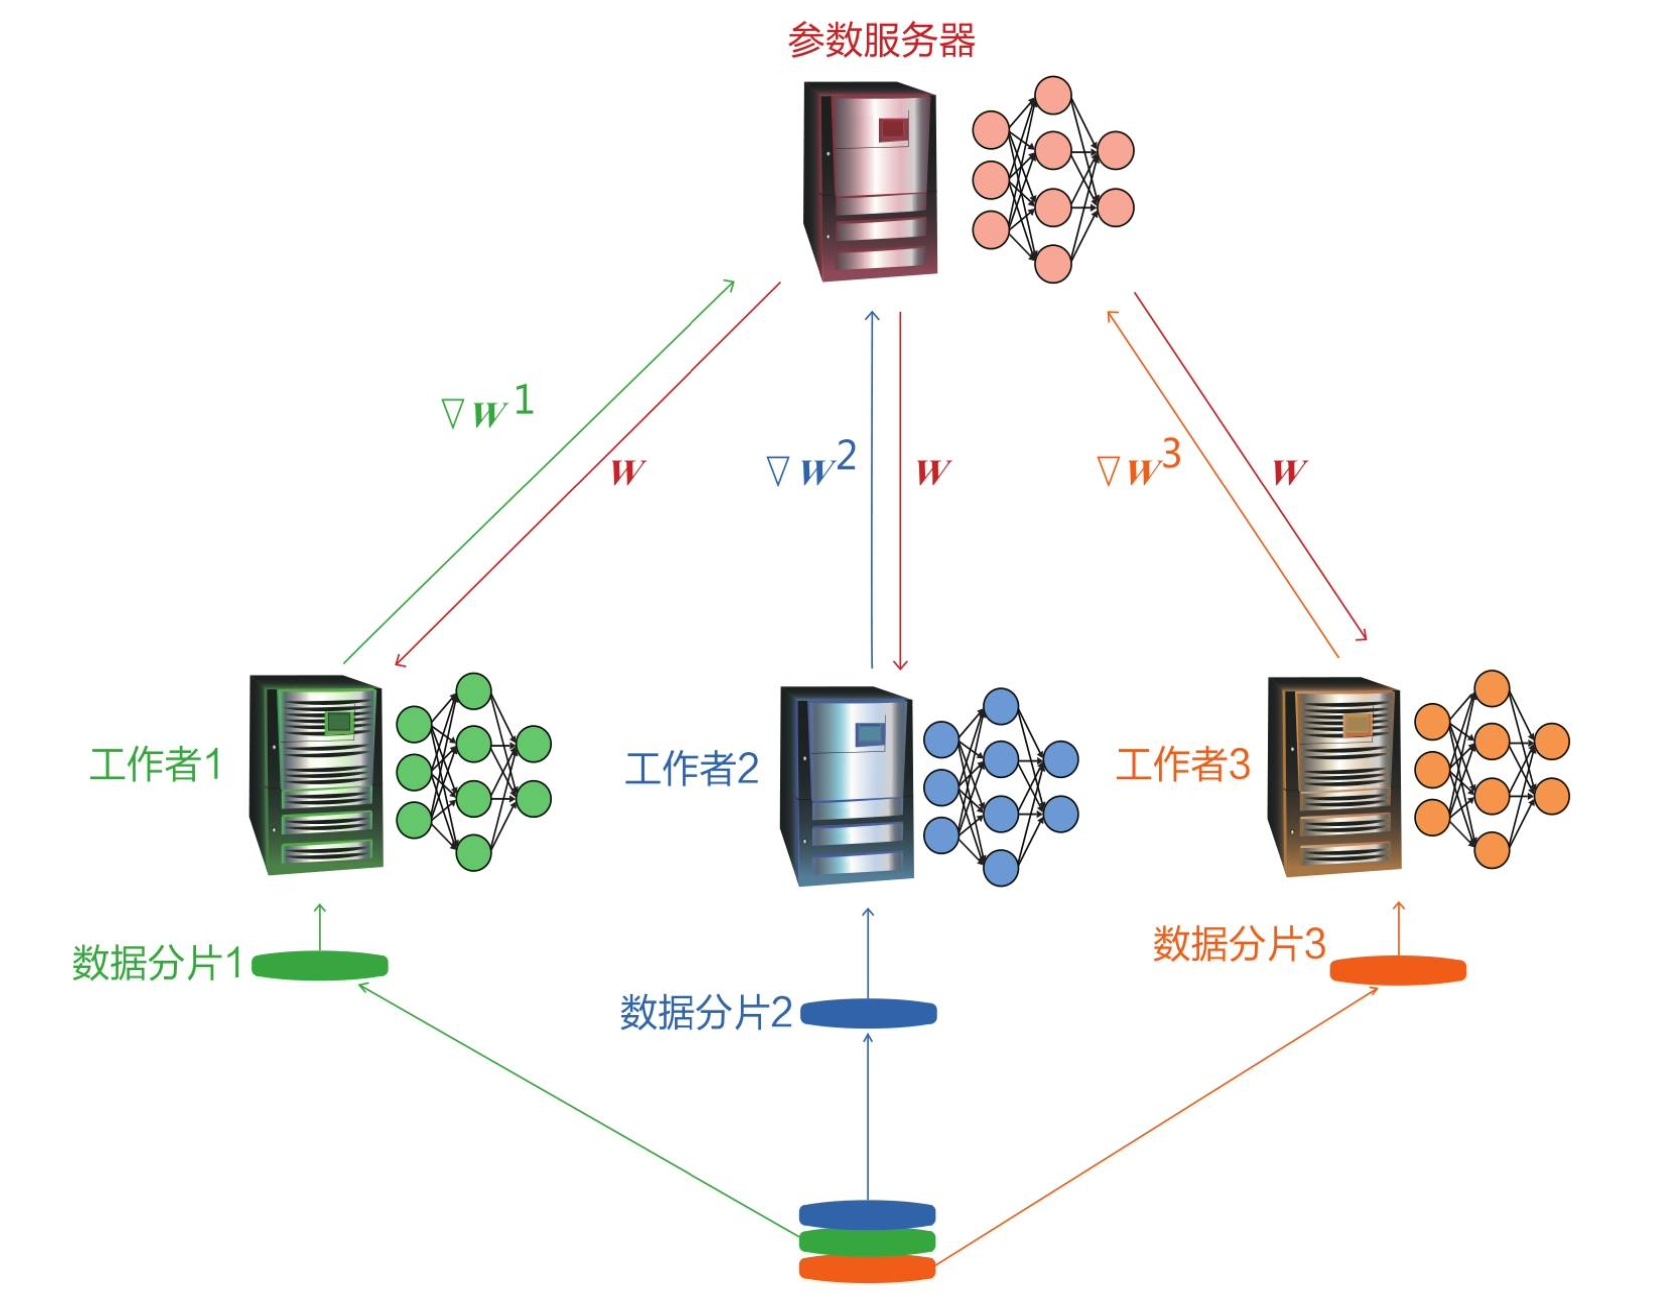 参数服务器
∇W¹
W
∇W²
W
∇W³
W
工作者1
工作者2
工作者3
数据分片1
数据分片2
数据分片3